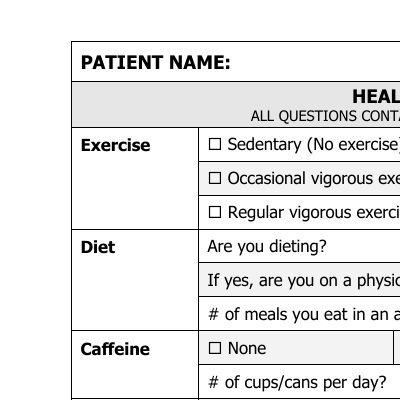 PATIENT NAME:
HEAL
ALL QUESTIONS CONTA
Exercise
☐ Sedentary (No exercise)
☐ Occasional vigorous exe
☐ Regular vigorous exerci
Diet
Are you dieting?
If yes, are you on a physic
# of meals you eat in an a
Caffeine
☐ None
# of cups/cans per day?